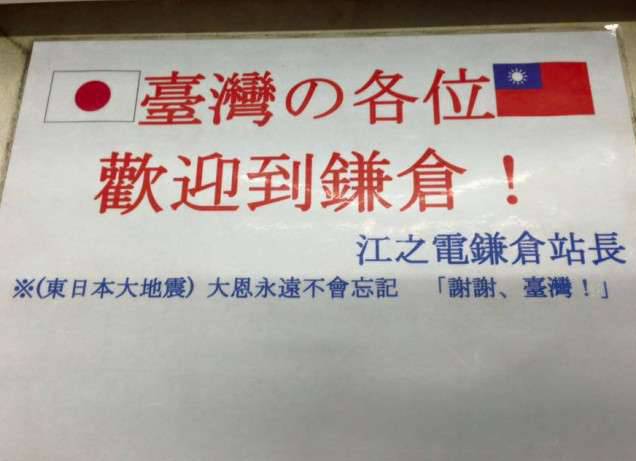 臺灣の各位
歡迎到鎌倉！
江之電鎌倉站長
※(東日本大地震) 大恩永遠不會忘記 「謝謝、臺灣！」